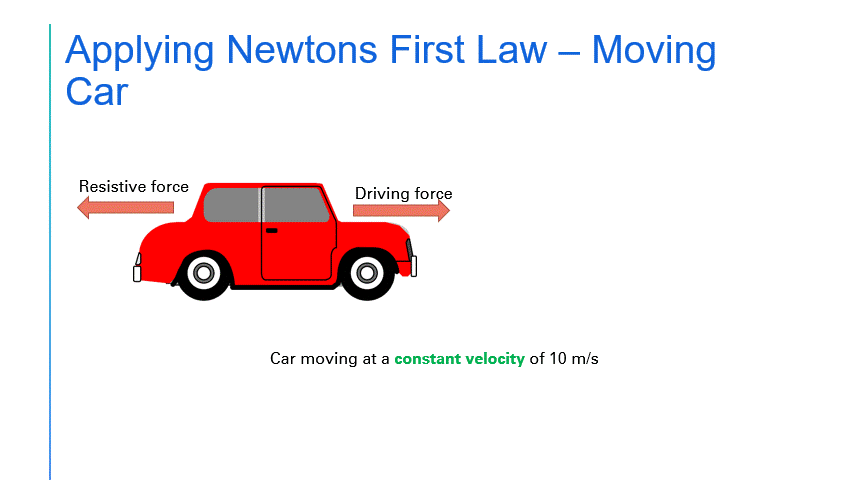 Applying Newtons First Law – Moving
Car
Resistive force
Driving force
Car moving at a constant velocity of 10 m/s